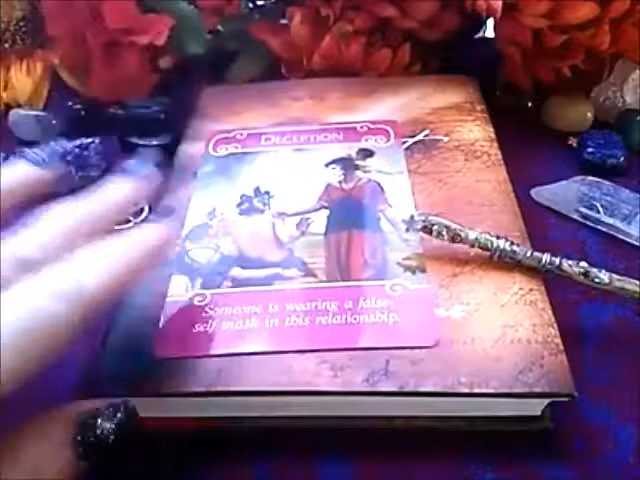 DECEPTION
Someone is wearing a false-
self mask in this relationship.